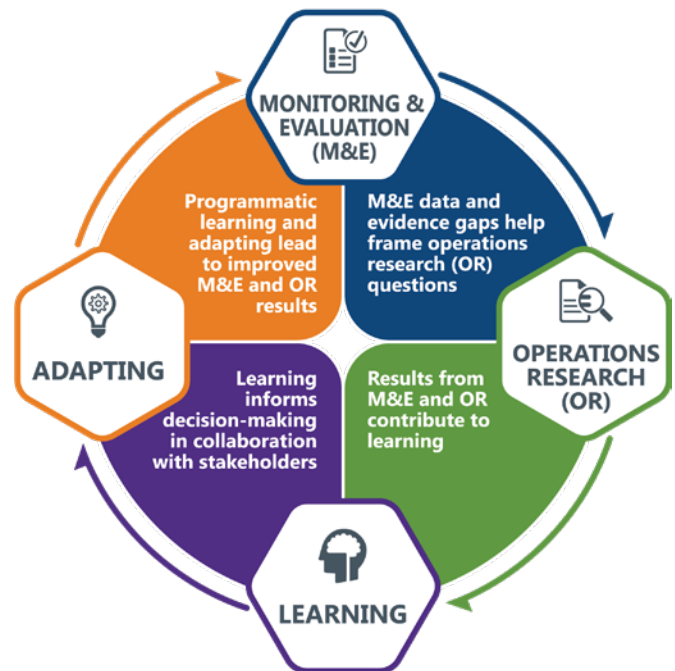 MONITORING &
EVALUATION
(M&E)
Programmatic
learning and
adapting lead
to improved
M&E and OR
results
M&E data and
evidence gaps help
frame operations
research (OR)
questions
ADAPTING
OPERATIONS
RESEARCH
(OR)
Learning
informs
decision-making
in collaboration
with stakeholders
Results from
M&E and OR
contribute to
learning
LEARNING